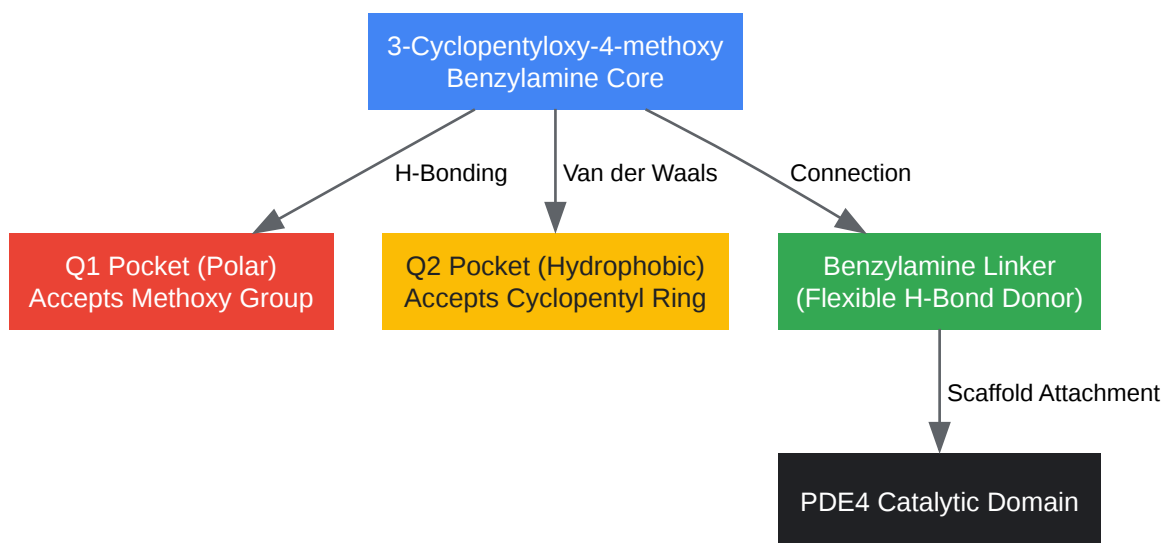 3-Cyclopentyloxy-4-methoxy
Benzylamine Core
H-Bonding
Van der Waals
Connection
Q1 Pocket (Polar)
Accepts Methoxy Group
Q2 Pocket (Hydrophobic)
Accepts Cyclopentyl Ring
Benzylamine Linker
(Flexible H-Bond Donor)
Scaffold Attachment
PDE4 Catalytic Domain